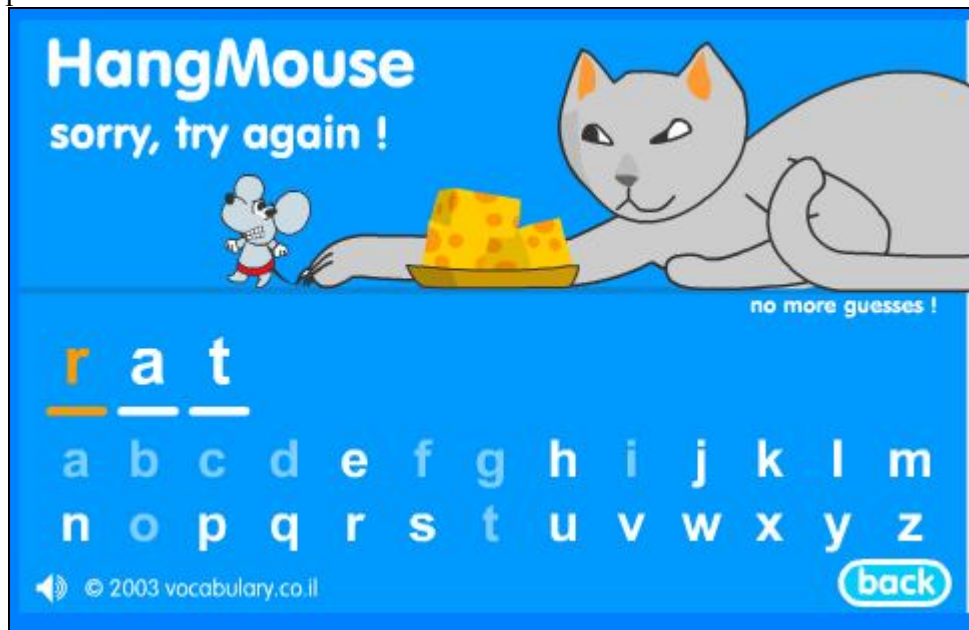 HangMouse
sorry, try again !
no more guesses !
r a t
a b c d e f g h i j k l m
n o p q r s t u v w x y z
© 2003 vocabulary.co.il
back